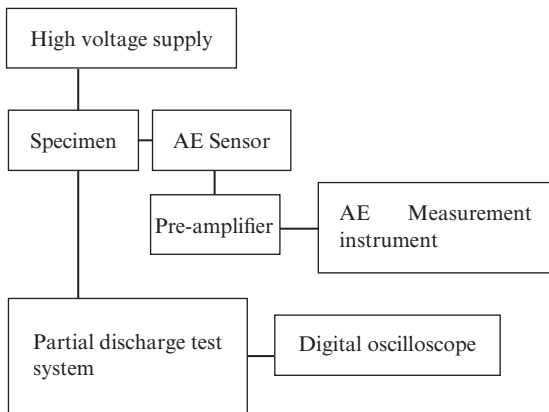 High voltage supply
Specimen
AE Sensor
Pre-amplifier
AE Measurement
instrument
Partial discharge test
system
Digital oscilloscope